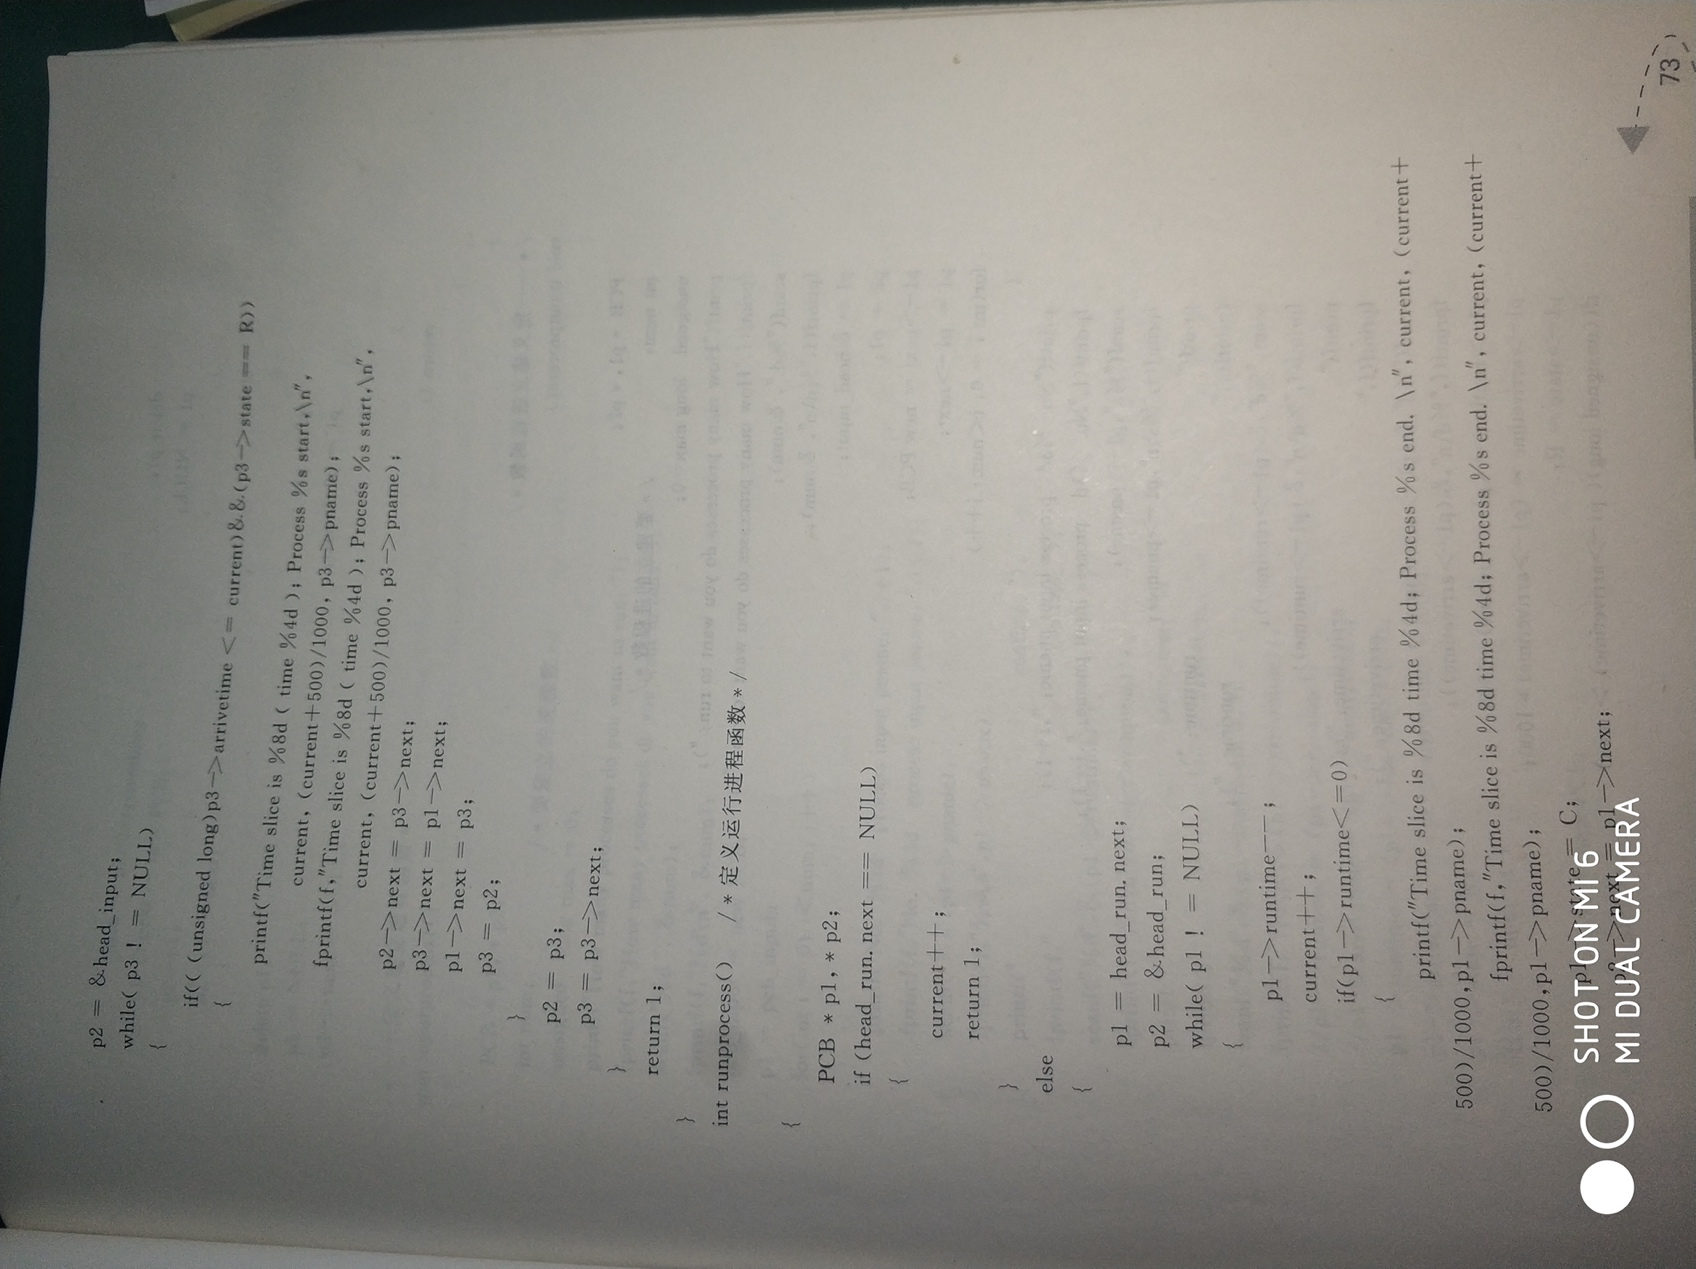 p2 = &head_input;
while( p3 ! = NULL)
{
if(( (unsigned long)p3->arrivetime <= current)&&(p3->state == R))
{
printf("Time slice is %8d ( time %4d ); Process %s start.\n",
current, (current+500)/1000, p3->pname);
fprintf(f,"Time slice is %8d ( time %4d ); Process %s start.\n",
current, (current+500)/1000, p3->pname);
p2->next = p3->next;
p3->next = p1->next;
p1->next = p3;
p3 = p2;
}
p2 = p3;
p3 = p3->next;
}
return 1;
}
int runprocess() /*定义运行进程函数*/
{
PCB * p1, * p2;
if (head_run. next == NULL)
{
current++;
return 1;
}
else
{
p1 = head_run. next;
p2 = &head_run;
while( p1 ! = NULL)
{
p1->runtime--;
current++;
if(p1->runtime<=0)
{
printf("Time slice is %8d time %4d; Process %s end. \n", current, (current+
500)/1000,p1->pname);
fprintf(f,"Time slice is %8d time %4d; Process %s end. \n", current, (current+
500)/1000,p1->pname);
p1->state = C;
p2->next = p1->next;
73
SHOT ON MI 6
MI DUAL CAMERA